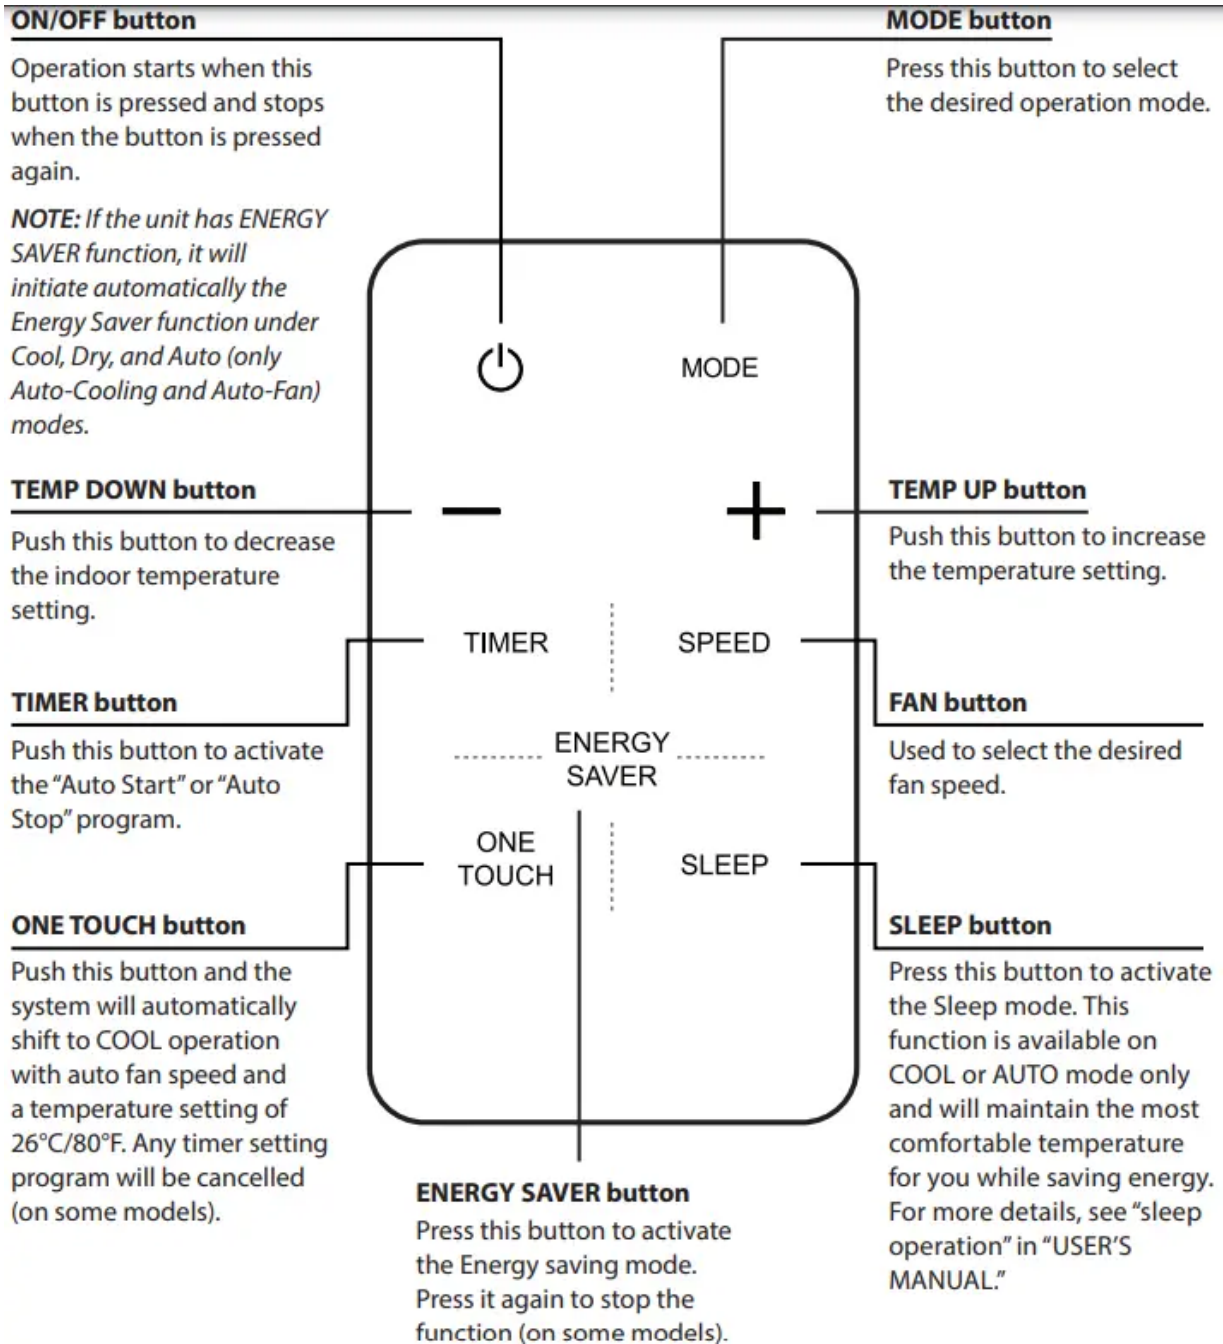 ON/OFF button
Operation starts when this
button is pressed and stops
when the button is pressed
again.
NOTE: If the unit has ENERGY
SAVER function, it will
initiate automatically the
Energy Saver function under
Cool, Dry, and Auto (only
Auto-Cooling and Auto-Fan)
modes.
MODE button
Press this button to select
the desired operation mode.
MODE
TEMP DOWN button
Push this button to decrease
the indoor temperature
setting.
TEMP UP button
Push this button to increase
the temperature setting.
TIMER
SPEED
TIMER button
Push this button to activate
the “Auto Start” or “Auto
Stop” program.
FAN button
Used to select the desired
fan speed.
ENERGY
SAVER
ONE
TOUCH
SLEEP
ONE TOUCH button
Push this button and the
system will automatically
shift to COOL operation
with auto fan speed and
a temperature setting of
26°C/80°F. Any timer setting
program will be cancelled
(on some models).
SLEEP button
Press this button to activate
the Sleep mode. This
function is available on
COOL or AUTO mode only
and will maintain the most
comfortable temperature
for you while saving energy.
For more details, see “sleep
operation” in “USER’S
MANUAL.”
ENERGY SAVER button
Press this button to activate
the Energy saving mode.
Press it again to stop the
function (on some models).